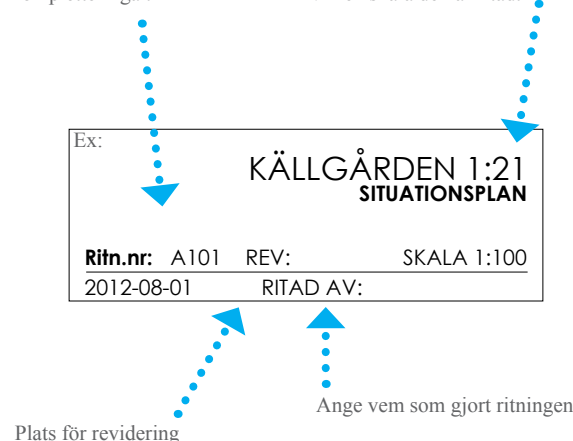 Ex:
KÄLLGÅRDEN 1:21
SITUATIONSPLAN
Ritn.nr: A101 REV: SKALA 1:100
2012-08-01 RITAD AV:
Ange vem som gjort ritningen
Plats för revidering